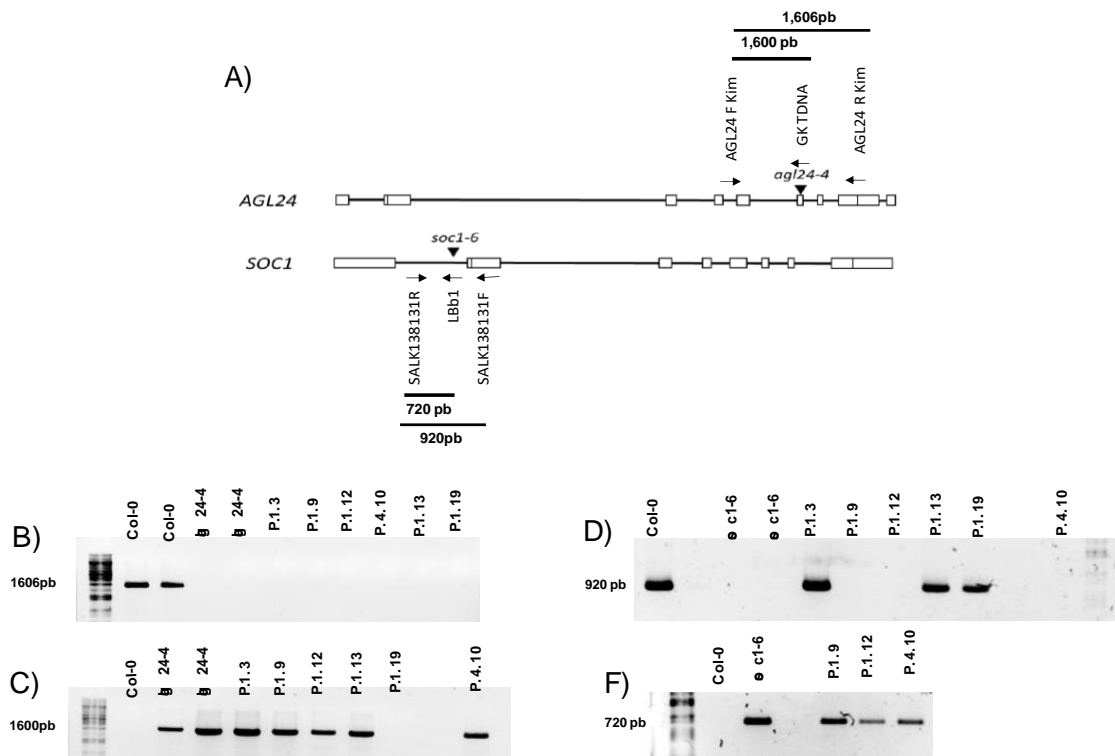 A)
1,606pb
1,600 pb
AGL24 F Kim
GK TDNA
AGL24 R Kim
agl24-4
AGL24
soc1-6
SOC1
SALK138131R
LBb1
SALK138131F
720 pb
920pb
B)
Col-0
Col-0
24-4
24-4
P.1.3
P.1.9
P.1.12
P.4.10
P.1.13
P.1.19
1606pb
D)
Col-0
c1-6
c1-6
P.1.3
P.1.9
P.1.12
P.1.13
P.1.19
P.4.10
920 pb
C)
Col-0
24-4
24-4
P.1.3
P.1.9
P.1.12
P.1.13
P.1.19
P.4.10
1600pb
F)
Col-0
c1-6
P.1.9
P.1.12
P.4.10
720 pb